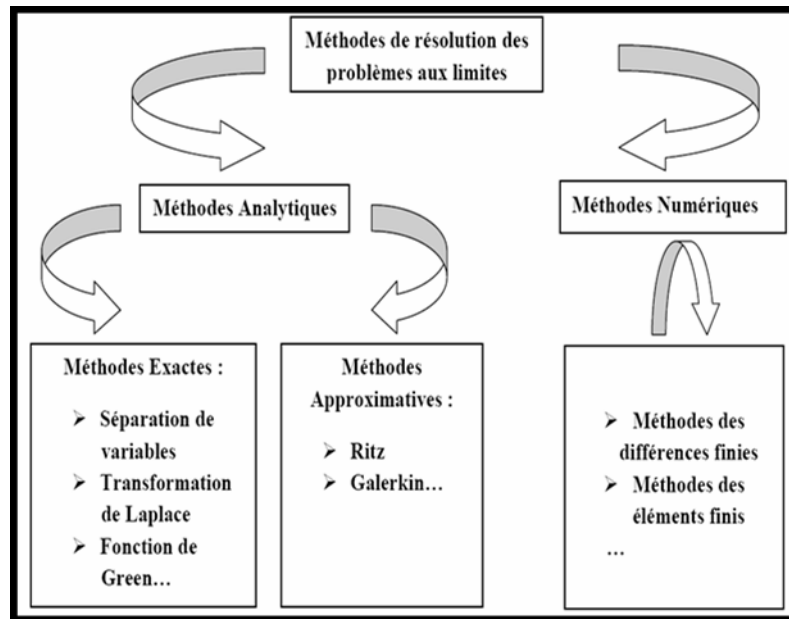 Méthodes de résolution des
problèmes aux limites
Méthodes Analytiques
Méthodes Numériques
Méthodes Exactes :
➢ Séparation de
variables
➢ Transformation
de Laplace
➢ Fonction de
Green…
Méthodes
Approximatives :
➢ Ritz
➢ Galerkin…
➢ Méthodes des
différences finies
➢ Méthodes des
éléments finis
…